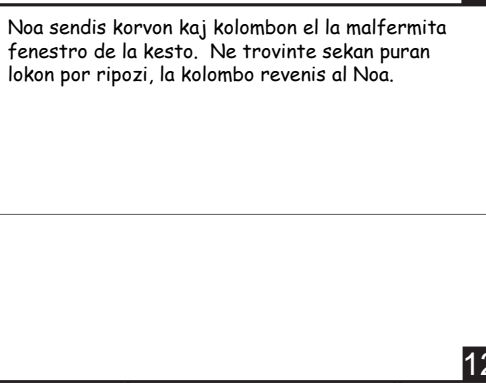 Noa sendis korvon kaj kolombon el la malfermita
fenestro de la kesto.  Ne trovinte sekan puran
lokon por ripozi, la kolombo revenis al Noa.
12